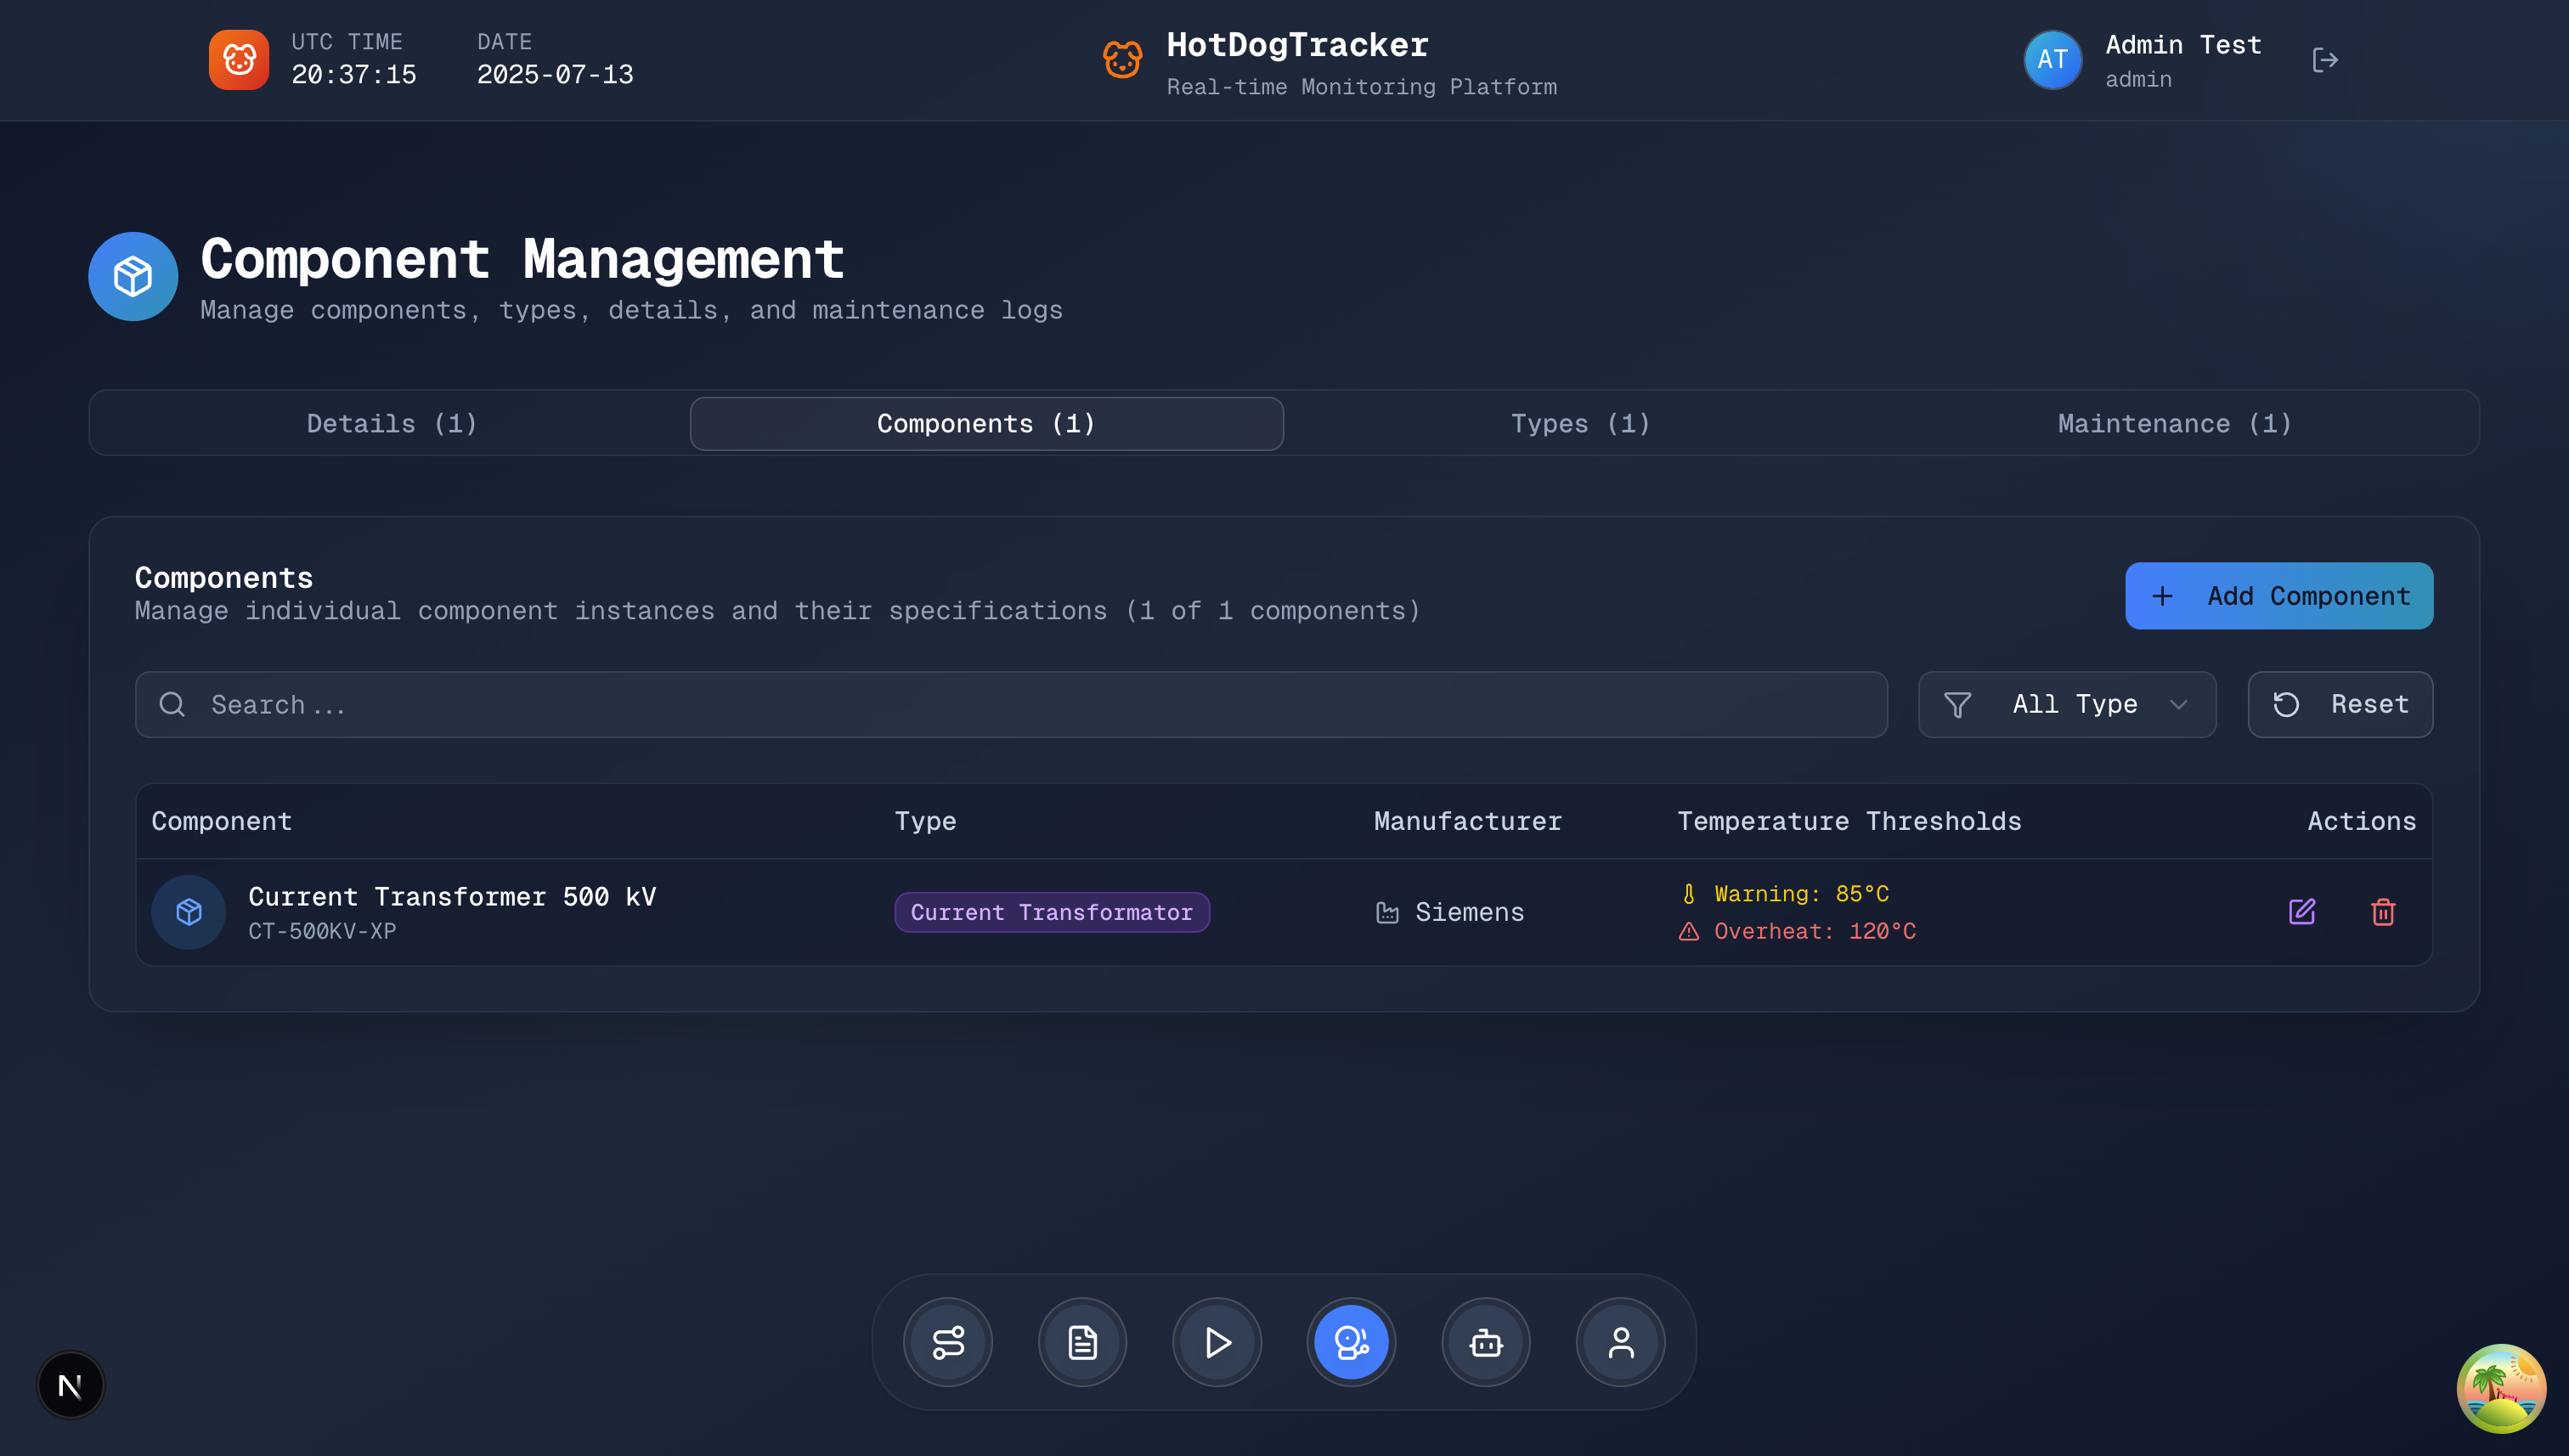 UTC TIME
20:37:15
DATE
2025-07-13
HotDogTracker
Real-time Monitoring Platform
AT
Admin Test
admin
Component Management
Manage components, types, details, and maintenance logs
Details (1)
Components (1)
Types (1)
Maintenance (1)
Components
Manage individual component instances and their specifications (1 of 1 components)
+ Add Component
Search...
All Type
Reset
Component
Type
Manufacturer
Temperature Thresholds
Actions
Current Transformer 500 kV
CT-500KV-XP
Current Transformator
Siemens
Warning: 85°C
Overheat: 120°C
N